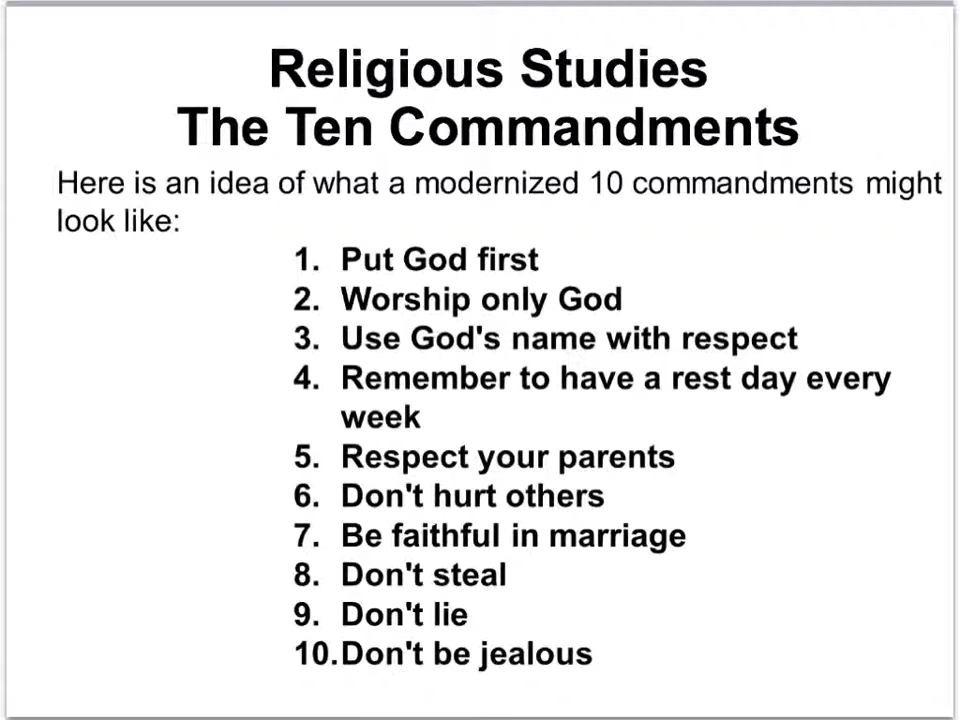 Religious Studies
The Ten Commandments
Here is an idea of what a modernized 10 commandments might
look like:
1. Put God first
2. Worship only God
3. Use God's name with respect
4. Remember to have a rest day every
week
5. Respect your parents
6. Don't hurt others
7. Be faithful in marriage
8. Don't steal
9. Don't lie
10. Don't be jealous